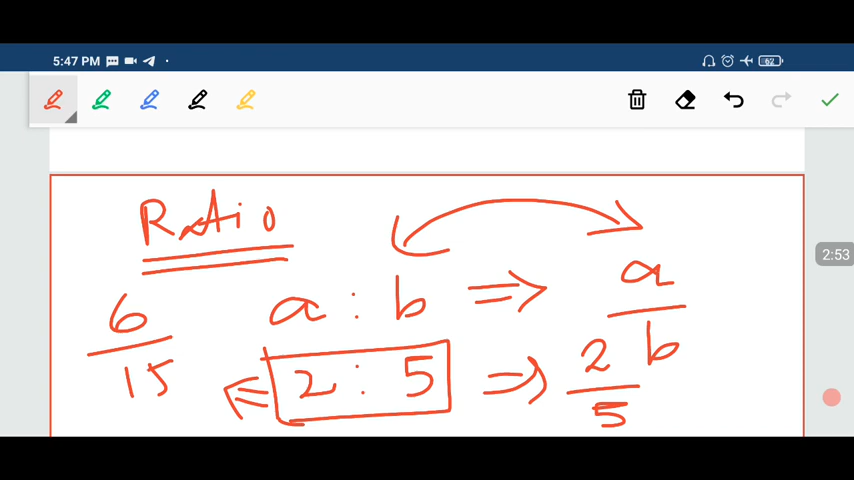 5:47 PM
62
Ratio
a : b ⇒ a/b
2:53
6/15 ⇐ 2 : 5 ⇒ 2/5